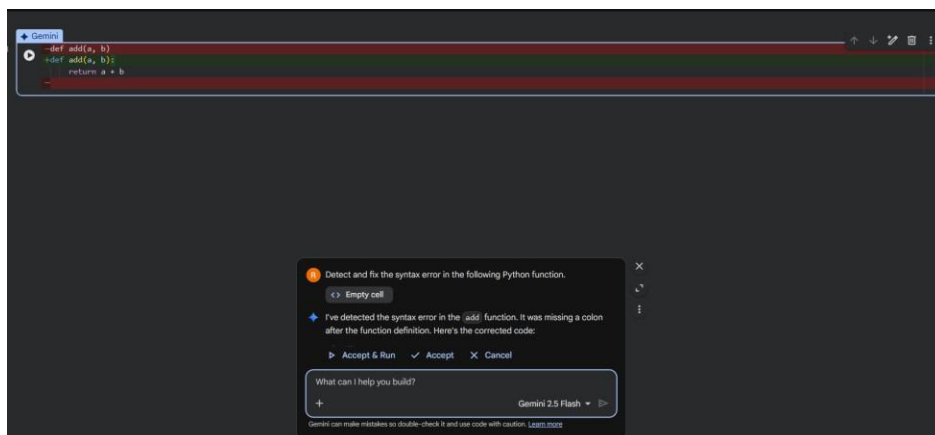 Gemini
-def add(a, b)
+def add(a, b):
return a + b
-
R Detect and fix the syntax error in the following Python function.
<> Empty cell
I've detected the syntax error in the add function. It was missing a colon
after the function definition. Here's the corrected code:
Accept & Run Accept Cancel
What can I help you build?
+ Gemini 2.5 Flash
Gemini can make mistakes so double-check it and use code with caution. Learn more